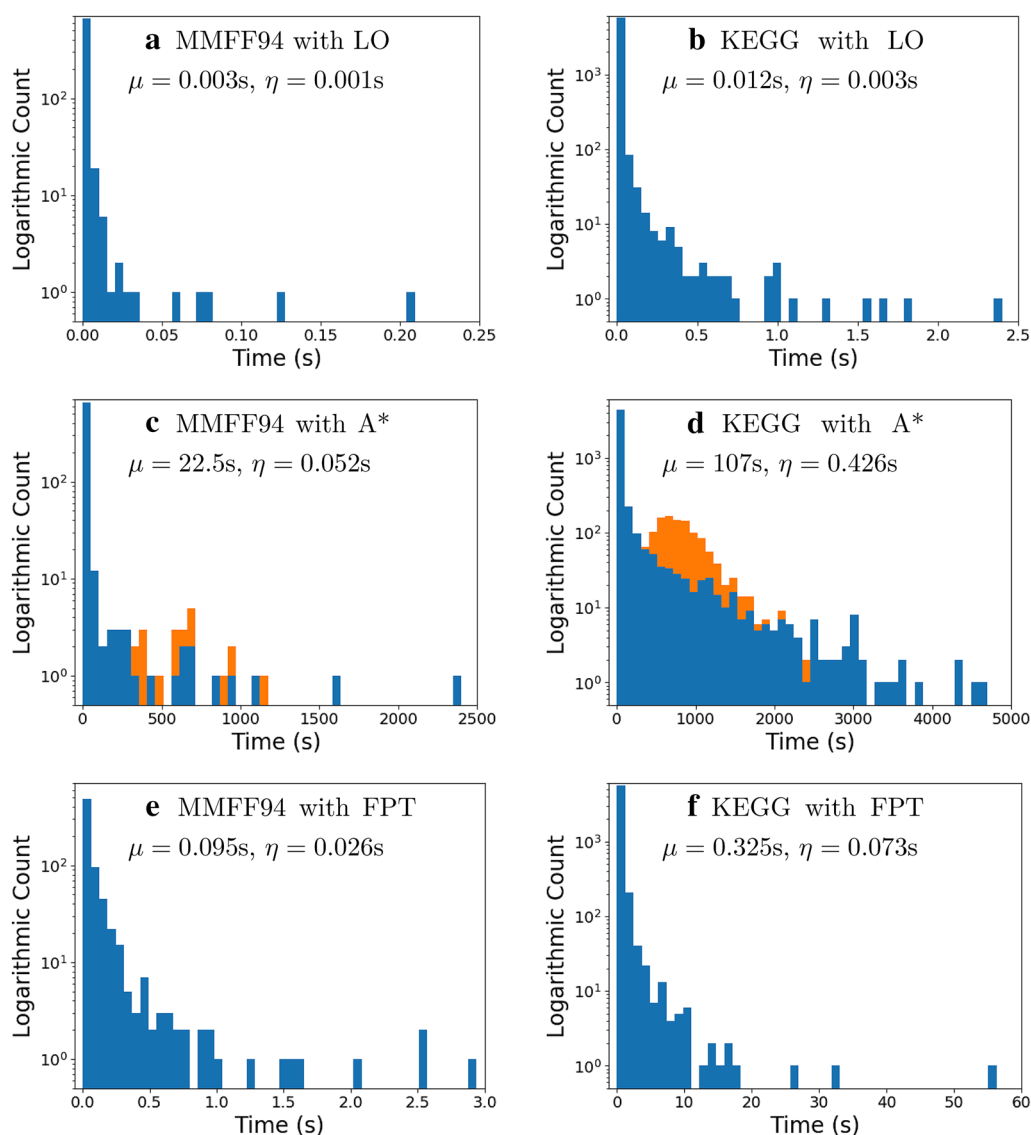 a MMFF94 with LO
μ = 0.003s, η = 0.001s
Logarithmic Count
10²
10¹
10⁰
0.00 0.05 0.10 0.15 0.20 0.25
Time (s)
b KEGG with LO
μ = 0.012s, η = 0.003s
Logarithmic Count
10³
10²
10¹
10⁰
0.0 0.5 1.0 1.5 2.0 2.5
Time (s)
c MMFF94 with A*
μ = 22.5s, η = 0.052s
Logarithmic Count
10²
10¹
10⁰
0 500 1000 1500 2000 2500
Time (s)
d KEGG with A*
μ = 107s, η = 0.426s
Logarithmic Count
10³
10²
10¹
10⁰
0 1000 2000 3000 4000 5000
Time (s)
e MMFF94 with FPT
μ = 0.095s, η = 0.026s
Logarithmic Count
10²
10¹
10⁰
0.0 0.5 1.0 1.5 2.0 2.5 3.0
Time (s)
f KEGG with FPT
μ = 0.325s, η = 0.073s
Logarithmic Count
10³
10²
10¹
10⁰
0 10 20 30 40 50 60
Time (s)